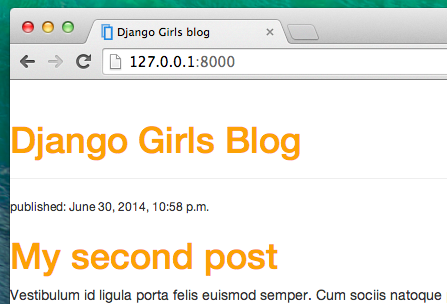 Django Girls blog
127.0.0.1:8000
Django Girls Blog
published: June 30, 2014, 10:58 p.m.
My second post
Vestibulum id ligula porta felis euismod semper. Cum sociis natoque